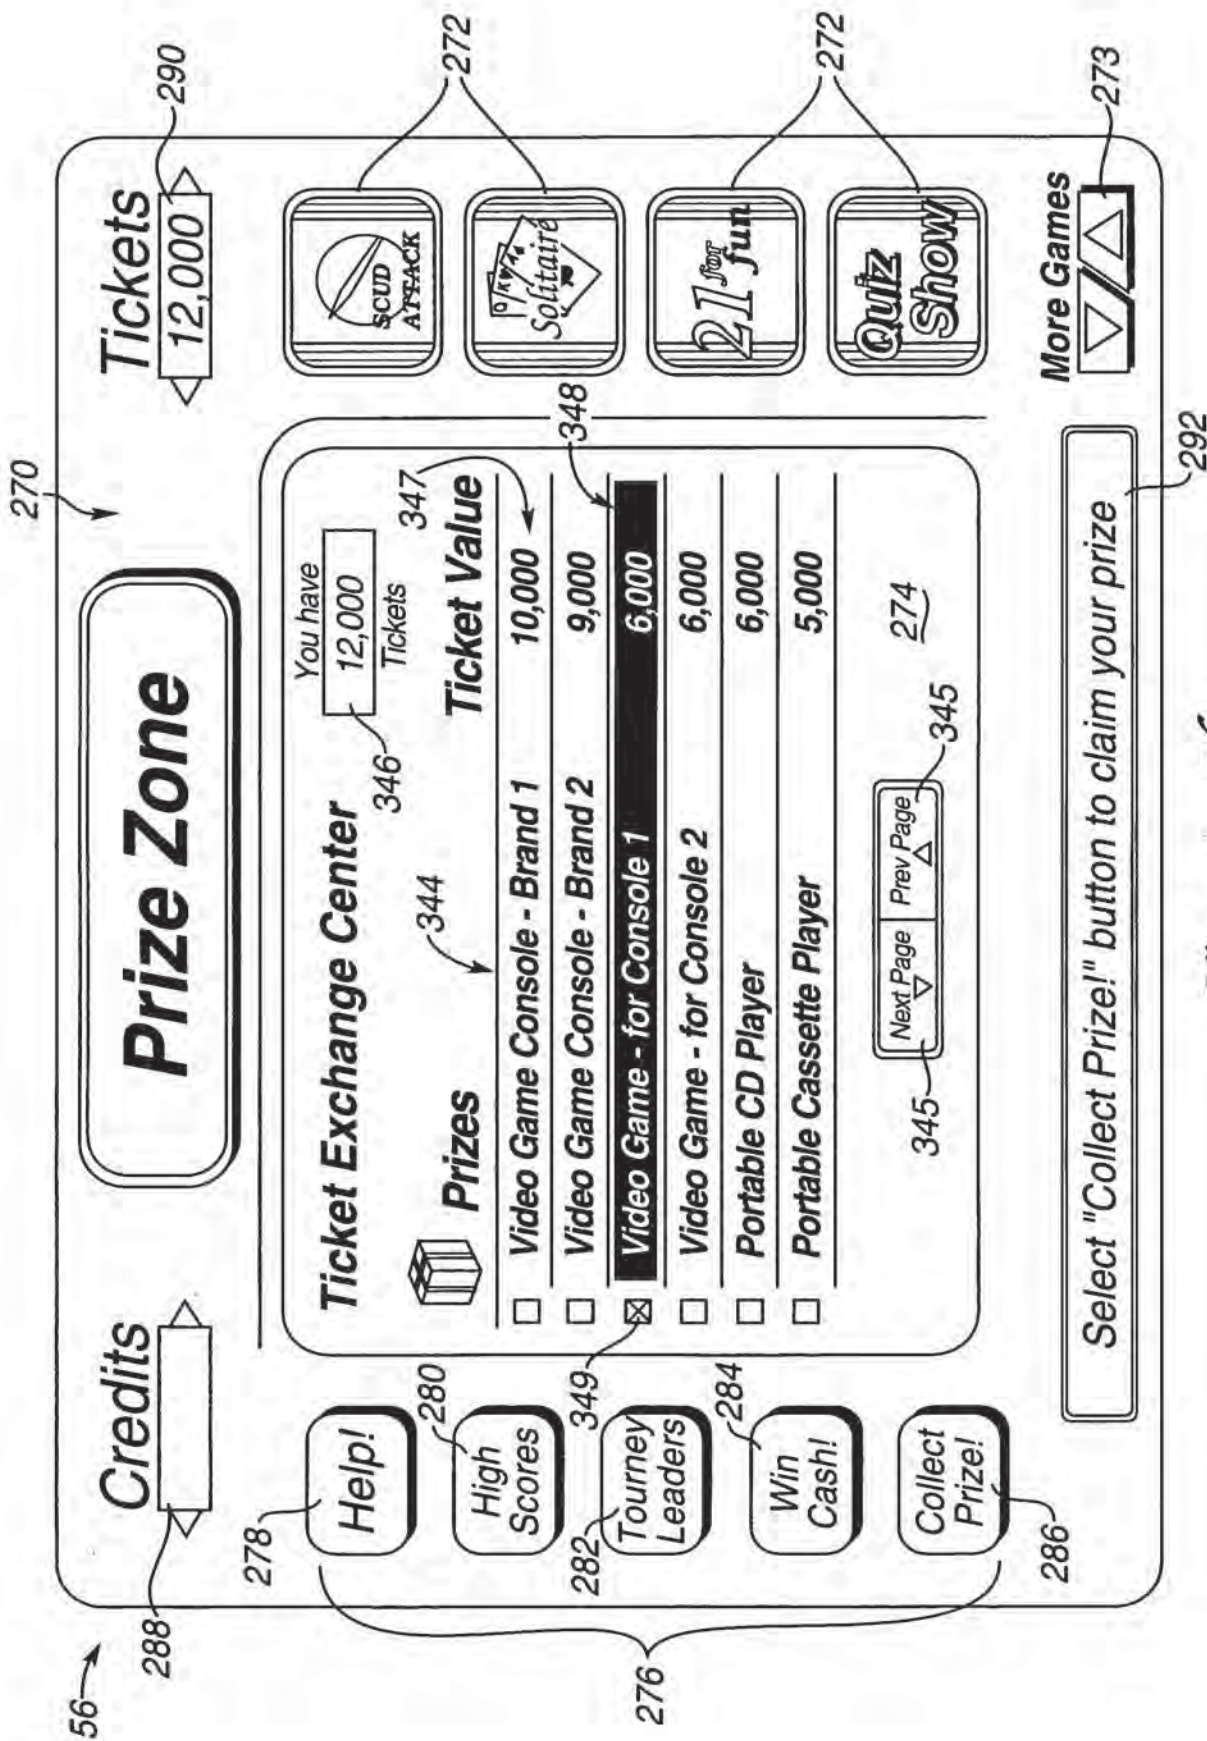 270
56
Credits
288
Prize Zone
Tickets
12,000
290
278
Help!
280
High
Scores
282
Tourney
Leaders
284
Win
Cash!
Collect
Prize!
286
276
Ticket Exchange Center
You have
12,000
Tickets
346
344
347
Prizes
Ticket Value
Video Game Console - Brand 1 10,000
Video Game Console - Brand 2 9,000
Video Game - for Console 1 6,000
Video Game - for Console 2 6,000
Portable CD Player 6,000
Portable Cassette Player 5,000
349
348
Next Page
Prev Page
345
345
274
SCUD
ATTACK
272
Solitaire
21 for
fun
272
Quiz
Show
More Games
273
Select "Collect Prize!" button to claim your prize
292